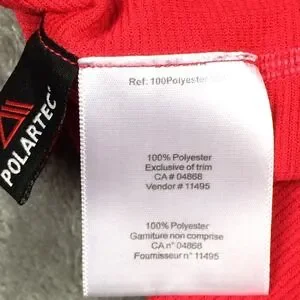 POLARTEC®
Ref: 100Polyester
100% Polyester
Exclusive of trim
CA # 04868
Vendor # 11495
100% Polyester
Garniture non comprise
CA n° 04868
Fournisseur n° 11495